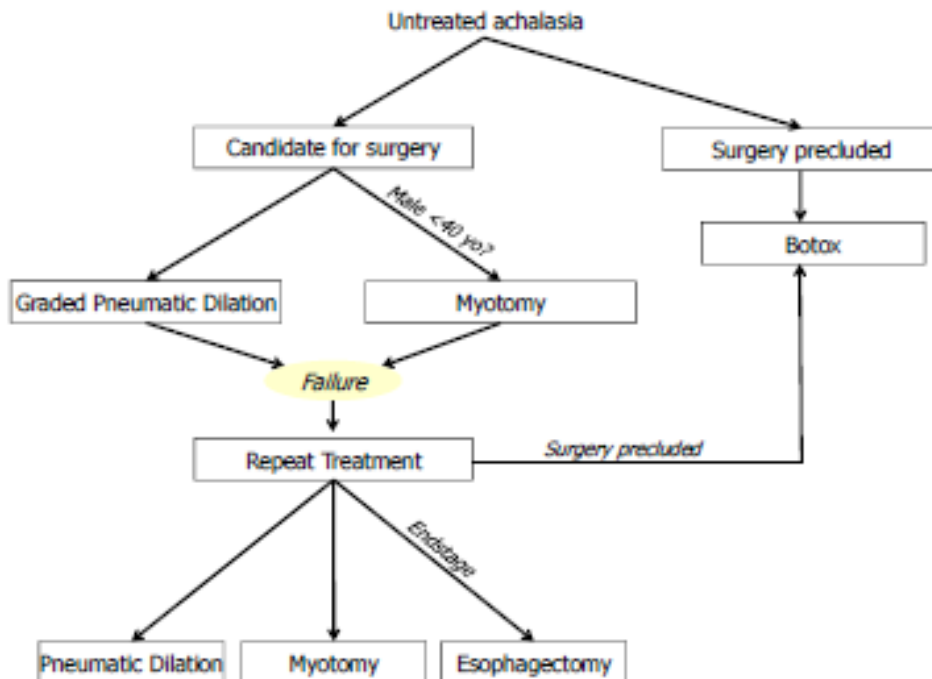 Untreated achalasia
Candidate for surgery
Surgery precluded
Male <40 yo?
Botox
Graded Pneumatic Dilation
Myotomy
Failure
Repeat Treatment
Surgery precluded
Endstage
Pneumatic Dilation
Myotomy
Esophagectomy